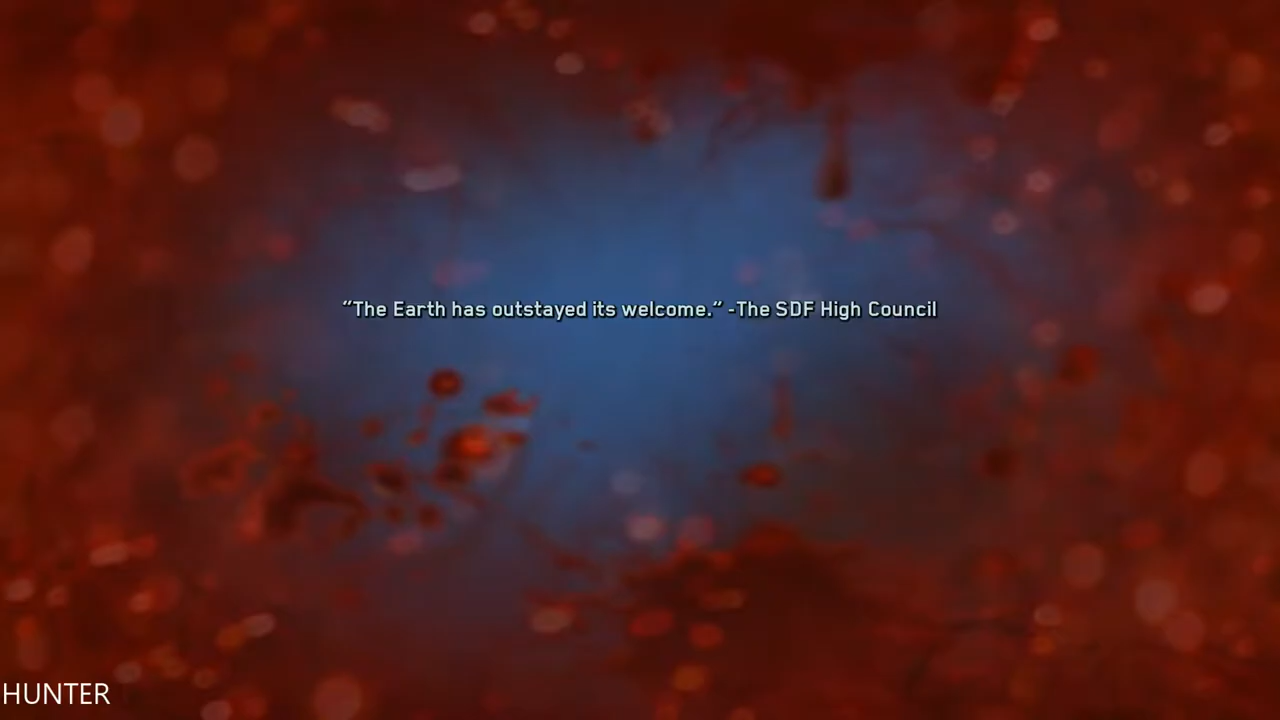 “The Earth has outstayed its welcome.” -The SDF High Council
HUNTER